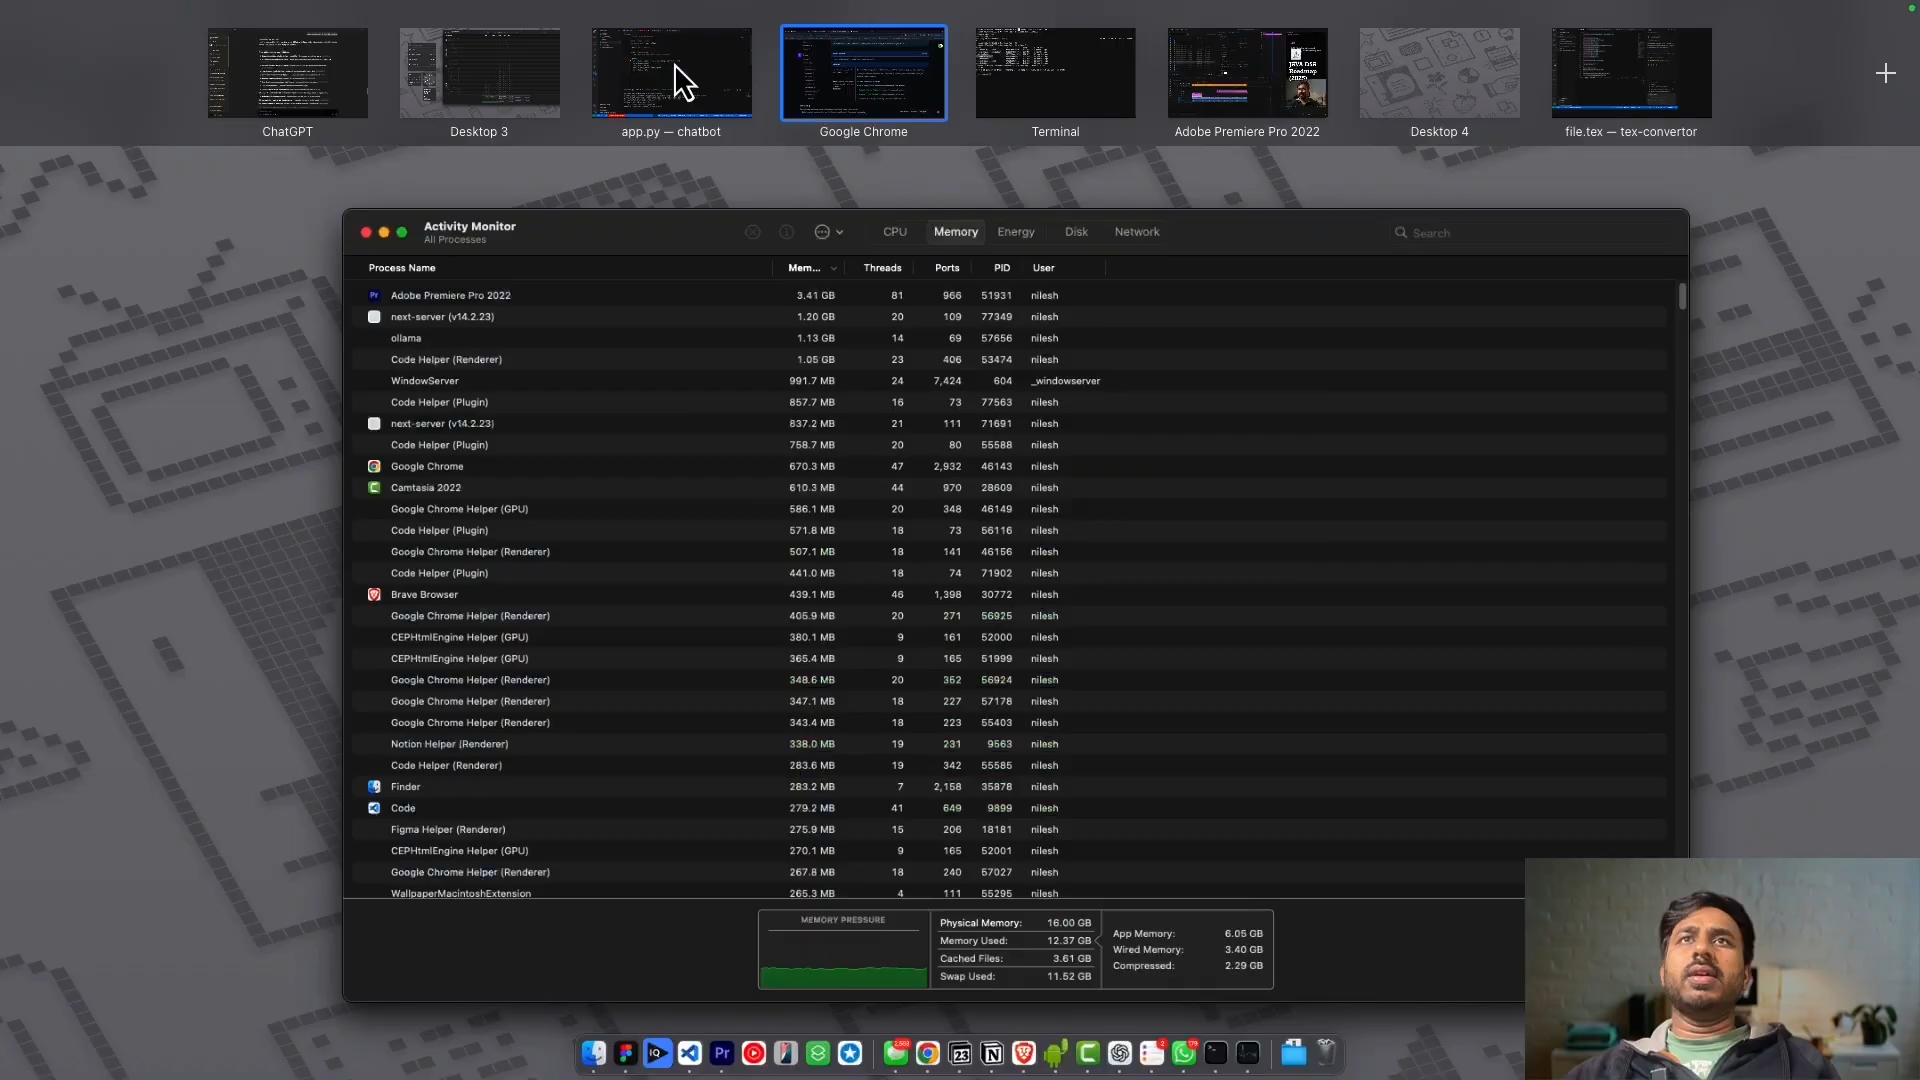 ChatGPT
Desktop 3
app.py — chatbot
Google Chrome
Terminal
Adobe Premiere Pro 2022
Desktop 4
file.tex — tex-convertor
JAVA DSA
Roadmap
(2025)
Activity Monitor
All Processes
CPU Memory Energy Disk Network
Search
Process Name Mem... Threads Ports PID User
Adobe Premiere Pro 2022 3.41 GB 81 966 51931 nilesh
next-server (v14.2.23) 1.20 GB 20 109 77349 nilesh
ollama 1.13 GB 14 69 57656 nilesh
Code Helper (Renderer) 1.05 GB 23 406 53474 nilesh
WindowServer 991.7 MB 24 7,424 604 _windowserver
Code Helper (Plugin) 857.7 MB 16 73 77563 nilesh
next-server (v14.2.23) 837.2 MB 21 111 71691 nilesh
Code Helper (Plugin) 758.7 MB 20 80 55588 nilesh
Google Chrome 670.3 MB 47 2,932 46143 nilesh
Camtasia 2022 610.3 MB 44 970 28609 nilesh
Google Chrome Helper (GPU) 586.1 MB 20 348 46149 nilesh
Code Helper (Plugin) 571.8 MB 18 73 56116 nilesh
Google Chrome Helper (Renderer) 507.1 MB 18 141 46156 nilesh
Code Helper (Plugin) 441.0 MB 18 74 71902 nilesh
Brave Browser 439.1 MB 46 1,398 30772 nilesh
Google Chrome Helper (Renderer) 405.9 MB 20 271 56925 nilesh
CEPHtmlEngine Helper (GPU) 380.1 MB 9 161 52000 nilesh
CEPHtmlEngine Helper (GPU) 365.4 MB 9 165 51999 nilesh
Google Chrome Helper (Renderer) 348.6 MB 20 352 56924 nilesh
Google Chrome Helper (Renderer) 347.1 MB 18 227 57178 nilesh
Google Chrome Helper (Renderer) 343.4 MB 18 223 55403 nilesh
Notion Helper (Renderer) 338.0 MB 19 231 9563 nilesh
Code Helper (Renderer) 283.6 MB 19 342 55585 nilesh
Finder 283.2 MB 7 2,158 35878 nilesh
Code 279.2 MB 41 649 9899 nilesh
Figma Helper (Renderer) 275.9 MB 15 206 18181 nilesh
CEPHtmlEngine Helper (GPU) 270.1 MB 9 165 52001 nilesh
Google Chrome Helper (Renderer) 267.8 MB 18 240 57027 nilesh
WallpaperMacintoshExtension 265.3 MB 4 111 55295 nilesh
MEMORY PRESSURE
Physical Memory: 16.00 GB
Memory Used: 12.37 GB
Cached Files: 3.61 GB
Swap Used: 11.52 GB
App Memory: 6.05 GB
Wired Memory: 3.40 GB
Compressed: 2.29 GB